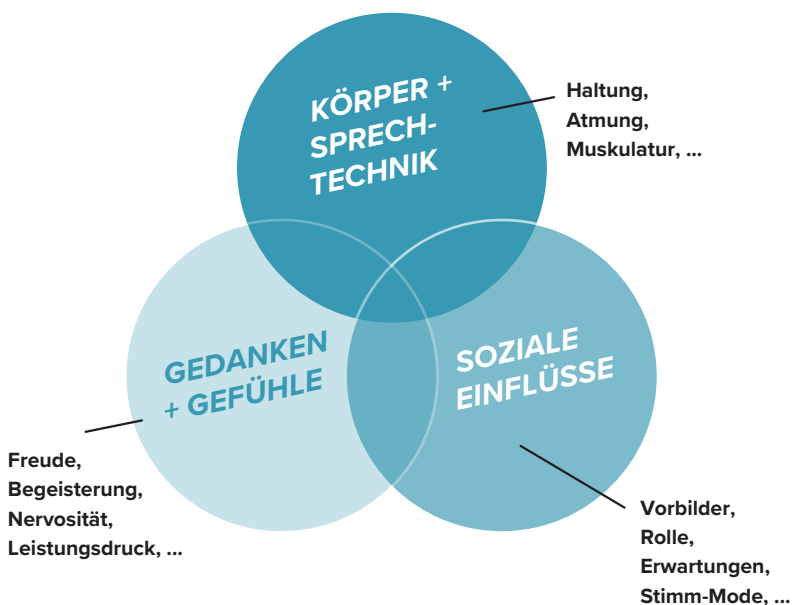 KÖRPER +
SPRECH-
TECHNIK
Haltung,
Atmung,
Muskulatur, ...
GEDANKEN
+ GEFÜHLE
SOZIALE
EINFLÜSSE
Freude,
Begeisterung,
Nervosität,
Leistungsdruck, ...
Vorbilder,
Rolle,
Erwartungen,
Stimm-Mode, ...